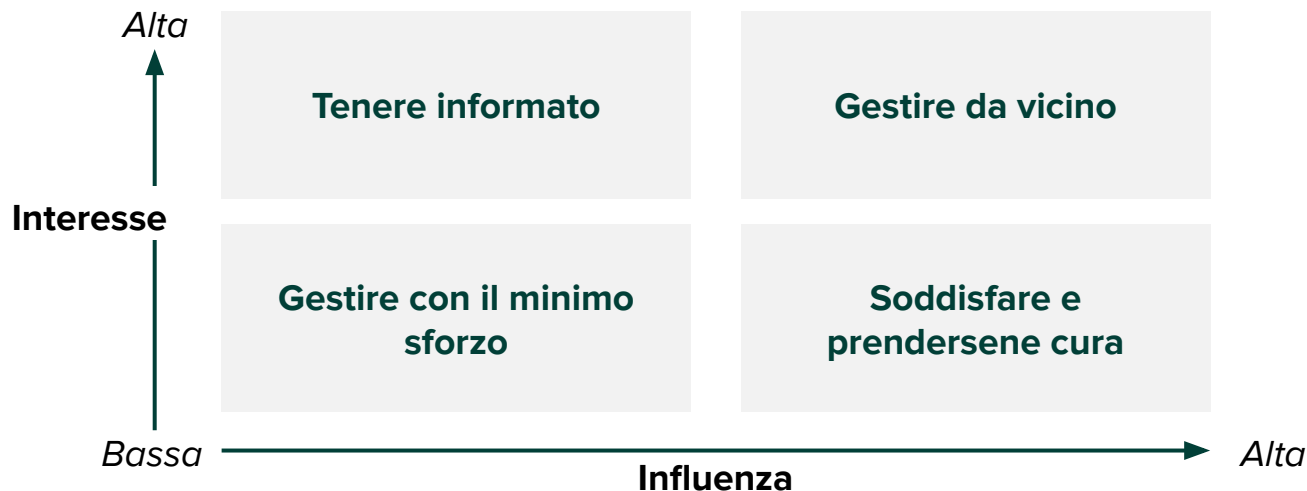 Alta
Tenere informato
Gestire da vicino
Interesse
Gestire con il minimo
sforzo
Soddisfare e
prendersene cura
Bassa
Influenza
Alta